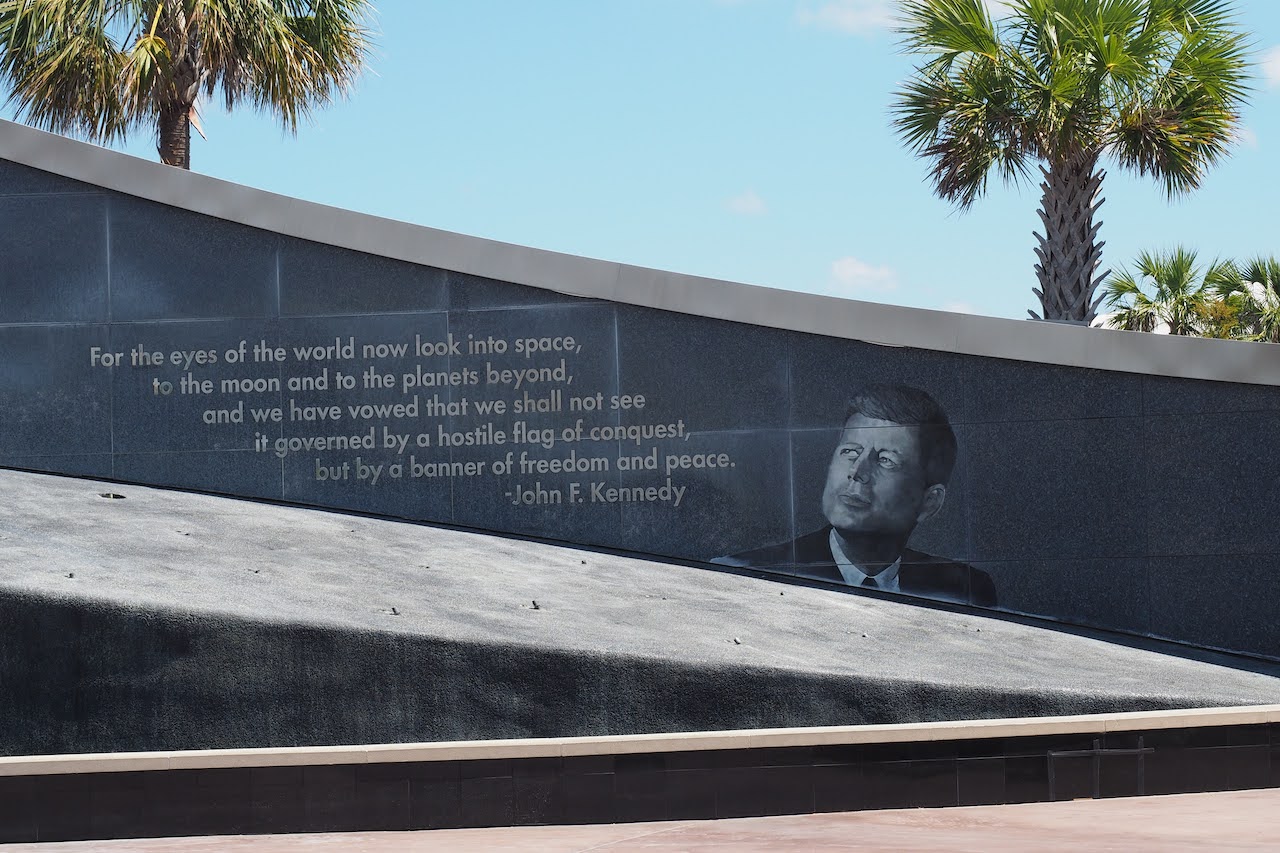 For the eyes of the world now look into space,
to the moon and to the planets beyond,
and we have vowed that we shall not see
it governed by a hostile flag of conquest,
but by a banner of freedom and peace.
-John F. Kennedy